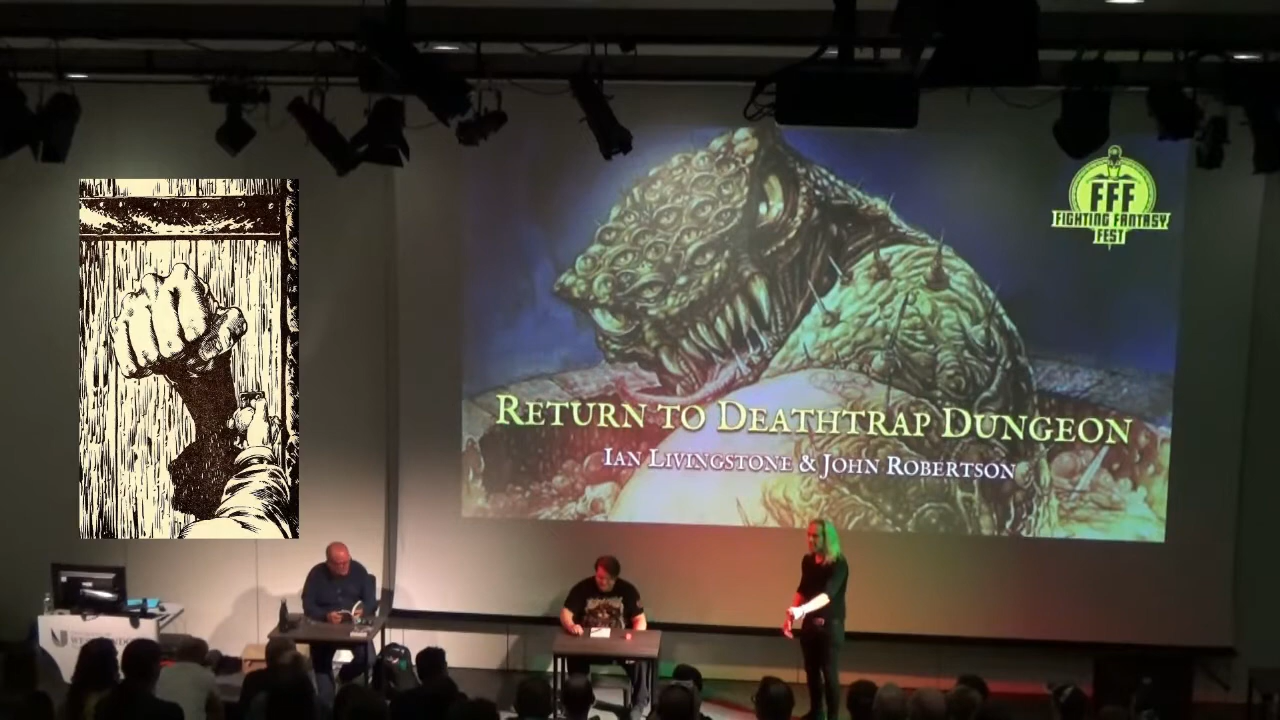 FFF
FIGHTING FANTASY
FEST
RETURN TO DEATHTRAP DUNGEON
IAN LIVINGSTONE & JOHN ROBERTSON